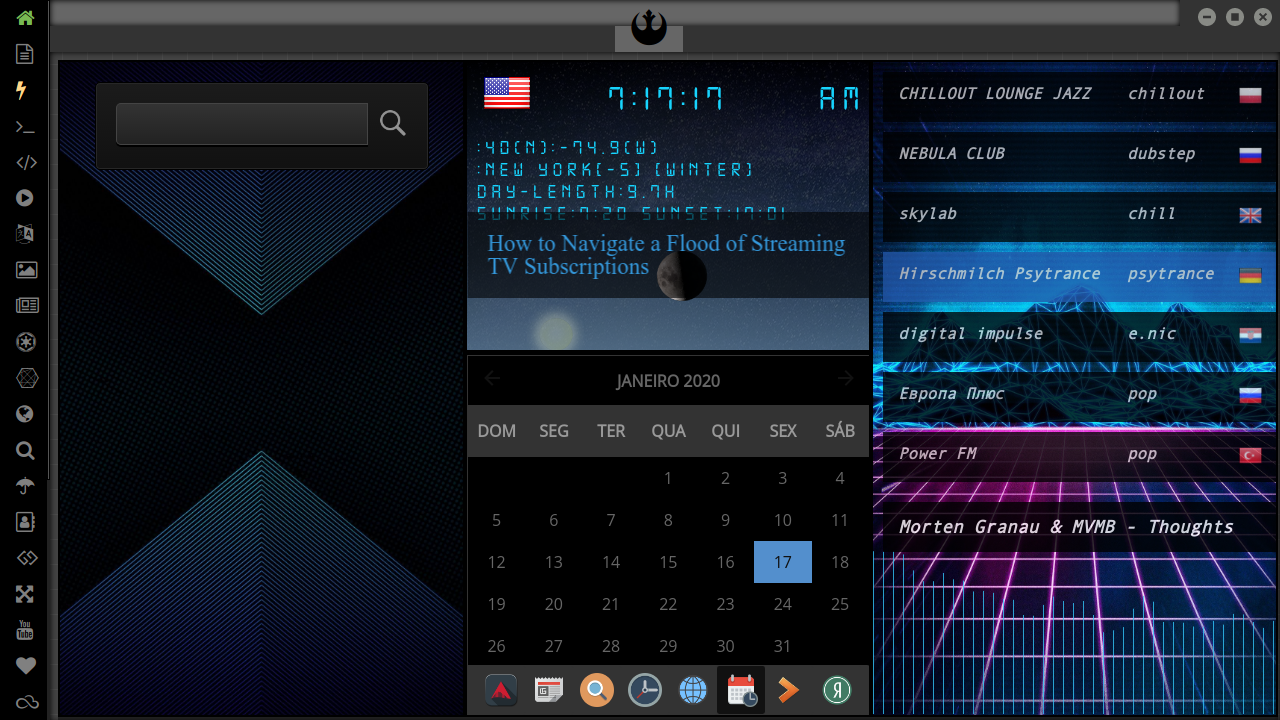 7:17:17 AM
:40(N):-74.9(W)
:NEW YORK[-5] [WINTER]
DAY-LENGTH:9.7H
SUNRISE:7:20 SUNSET:17:01
How to Navigate a Flood of Streaming
TV Subscriptions
JANEIRO 2020
DOM SEG TER QUA QUI SEX SÁB
1 2 3 4
5 6 7 8 9 10 11
12 13 14 15 16 17 18
19 20 21 22 23 24 25
26 27 28 29 30 31
CHILLOUT LOUNGE JAZZ chillout
NEBULA CLUB dubstep
skylab chill
Hirschmilch Psytrance psytrance
digital impulse e.nic
Европа Плюс pop
Power FM pop
Morten Granau & MVMB - Thoughts
You
Tube
Я